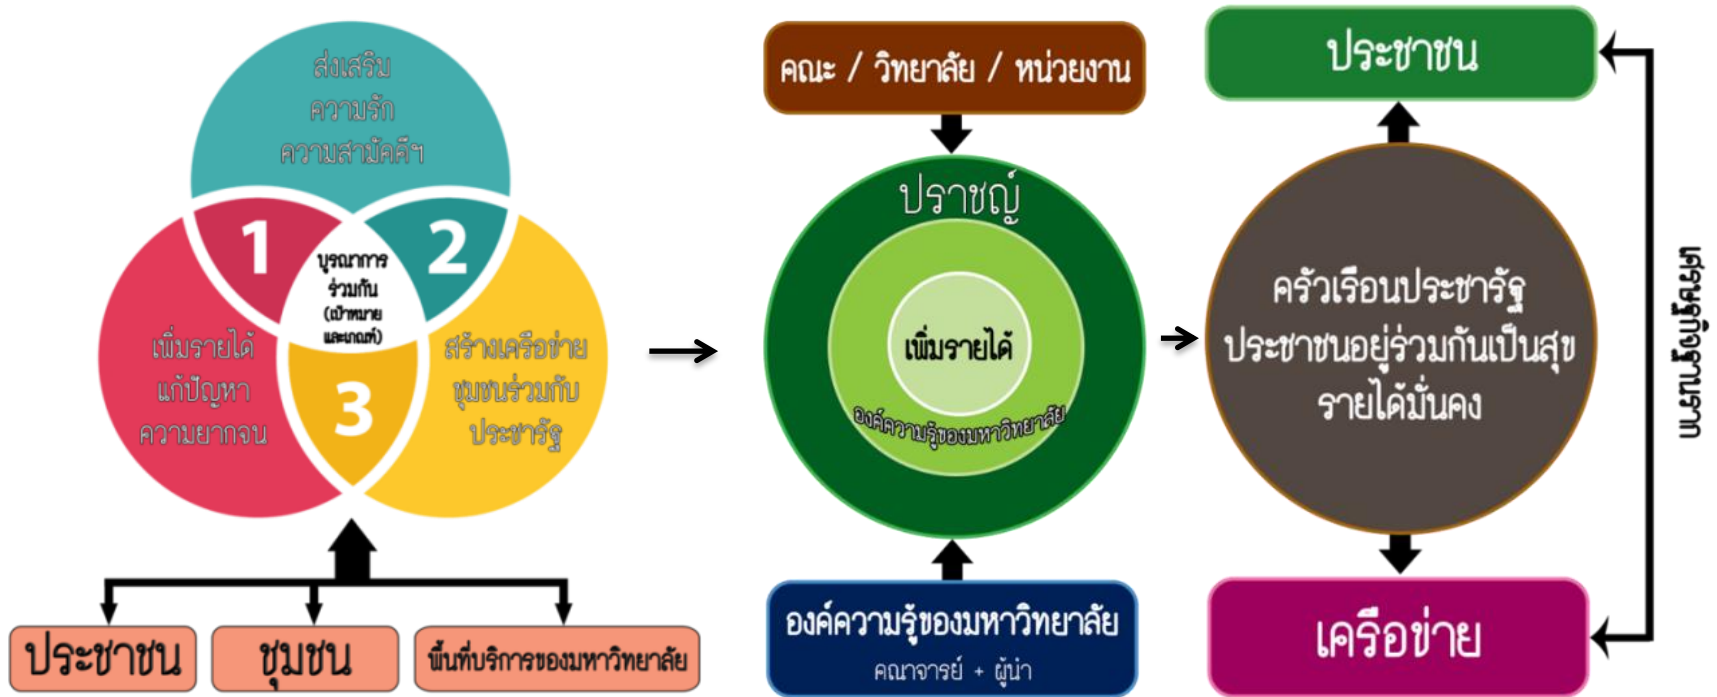 ส่งเสริม
ความรัก
ความสามัคคีฯ
1
2
บูรณาการ
ร่วมกัน
(เป้าหมาย
และเกณฑ์)
เพิ่มรายได้
แก้ปัญหา
ความยากจน
3
สร้างเครือข่าย
ชุมชนร่วมกับ
ประชารัฐ
ประชาชน
ชุมชน
พื้นที่บริการของมหาวิทยาลัย
คณะ / วิทยาลัย / หน่วยงาน
ปราชญ์
เพิ่มรายได้
องค์ความรู้ของมหาวิทยาลัย
องค์ความรู้ของมหาวิทยาลัย
คณาจารย์ + ผู้นำ
ประชาชน
ครัวเรือนประชารัฐ
ประชาชนอยู่ร่วมกันเป็นสุข
รายได้มั่นคง
เครือข่าย
เศรษฐกิจฐานราก